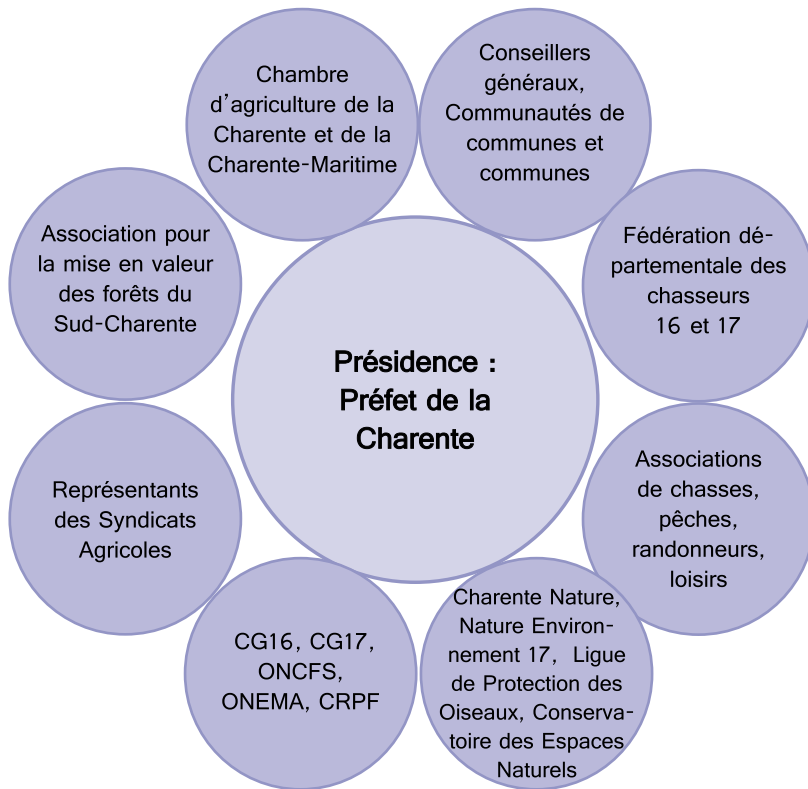 Chambre
d'agriculture de la
Charente et de la
Charente-Maritime
Conseillers
généraux,
Communautés de
communes et
communes
Association pour
la mise en valeur
des forêts du
Sud-Charente
Fédération dé-
partementale des
chasseurs
16 et 17
Présidence :
Préfet de la
Charente
Représentants
des Syndicats
Agricoles
Associations
de chasses,
pêches,
randonneurs,
loisirs
CG16, CG17,
ONCFS,
ONEMA, CRPF
Charente Nature,
Nature Environ-
nement 17, Ligue
de Protection des
Oiseaux, Conserva-
toire des Espaces
Naturels